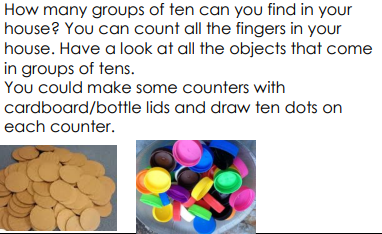 How many groups of ten can you find in your
house? You can count all the fingers in your
house. Have a look at all the objects that come
in groups of tens.
You could make some counters with
cardboard/bottle lids and draw ten dots on
each counter.